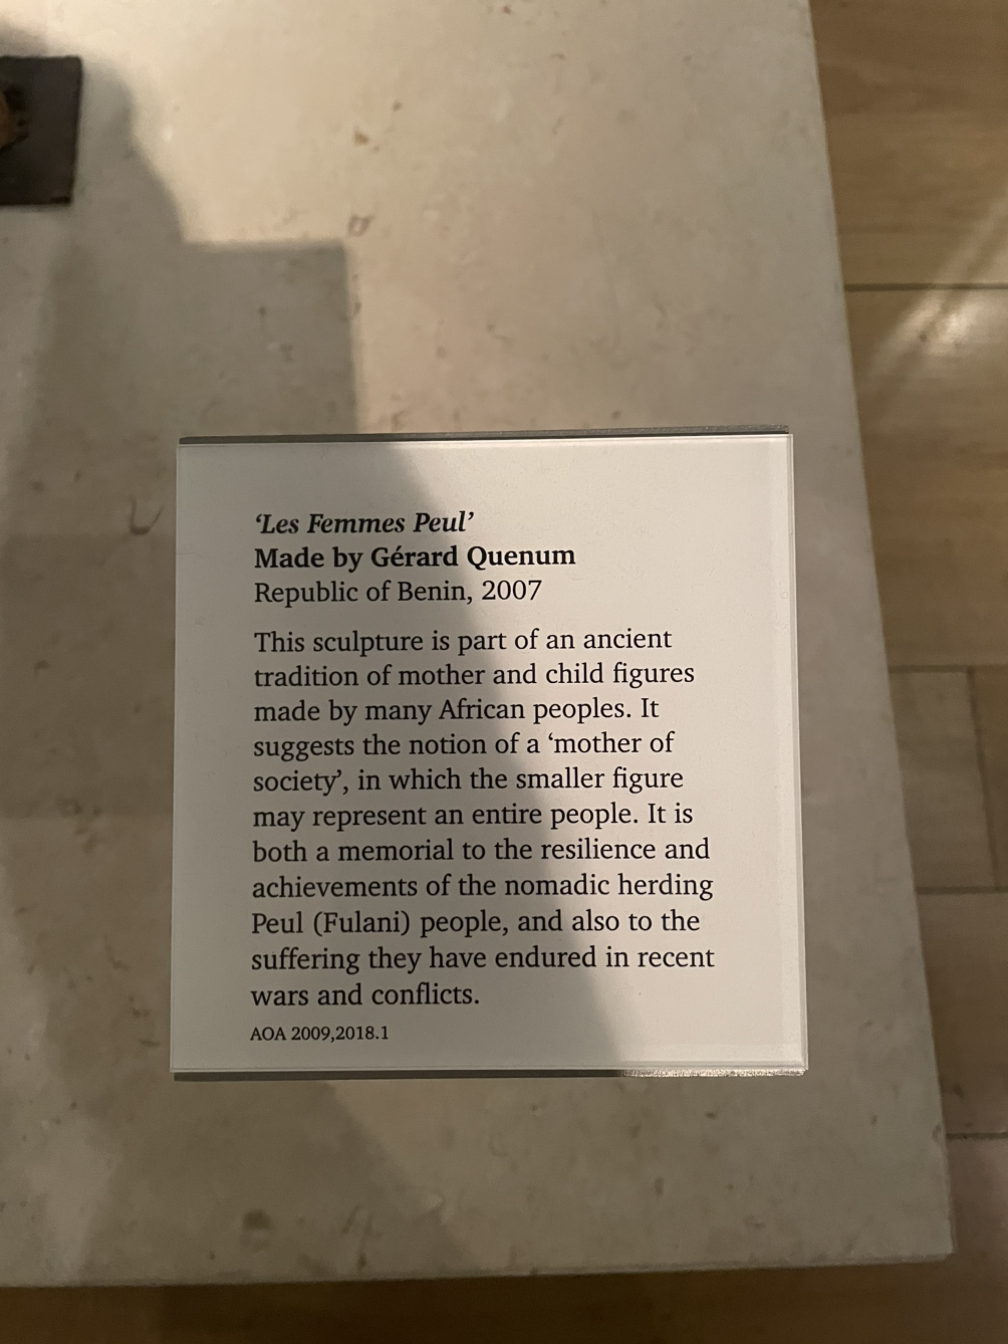 ‘Les Femmes Peul’
Made by Gérard Quenum
Republic of Benin, 2007
This sculpture is part of an ancient
tradition of mother and child figures
made by many African peoples. It
suggests the notion of a ‘mother of
society’, in which the smaller figure
may represent an entire people. It is
both a memorial to the resilience and
achievements of the nomadic herding
Peul (Fulani) people, and also to the
suffering they have endured in recent
wars and conflicts.
AOA 2009,2018.1